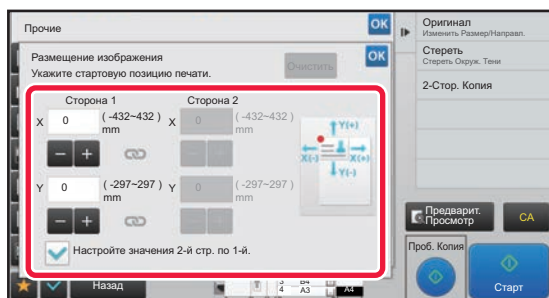 Прочие
OK
Размещение изображения
OK
Укажите стартовую позицию печати.
Очистить
Сторона 1
Сторона 2
X 0 (-432~432) mm
X 0 (-432~432) mm
Y(+)
X(-) X(+)
Y(-)
Y 0 (-297~297) mm
Y 0 (-297~297) mm
Настройте значения 2-й стр. по 1-й.
Назад
3 B4
4 A3
A4
Оригинал
Изменить Размер/Направл.
Стереть
Стереть Окруж. Тени
2-Стор. Копия
Предварит.
Просмотр
CA
Проб. Копия
Старт